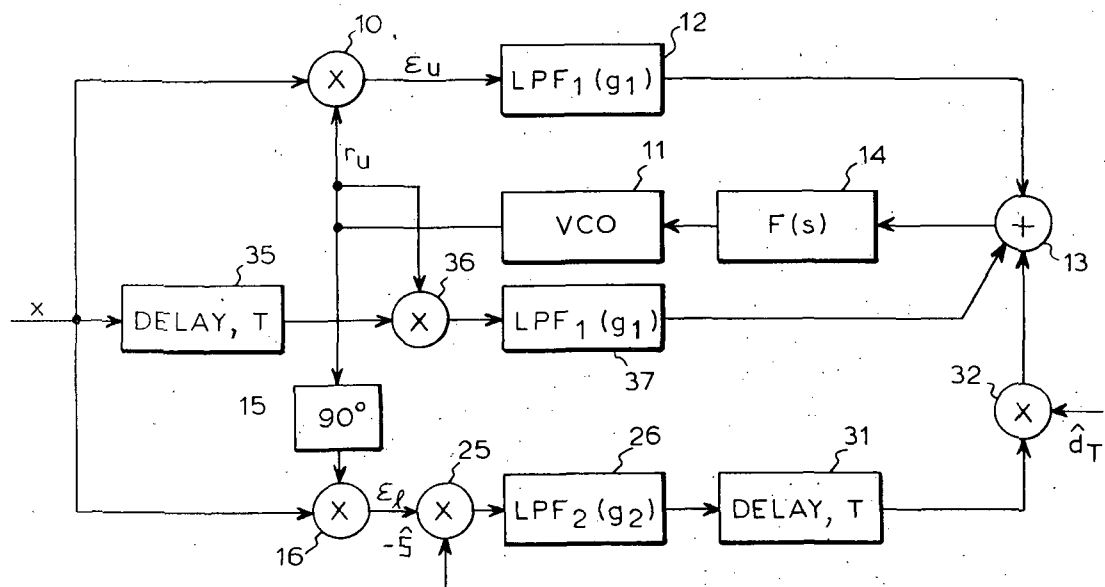 10
12
X
εu
LPF₁(g₁)
rᵤ
11
14
VCO
F(s)
+
13
35
36
x
DELAY, T
X
LPF₁(g₁)
37
32
15
90°
25
26
31
X
d̂T
X
εℓ
-ŝ
X
LPF₂(g₂)
DELAY, T
16